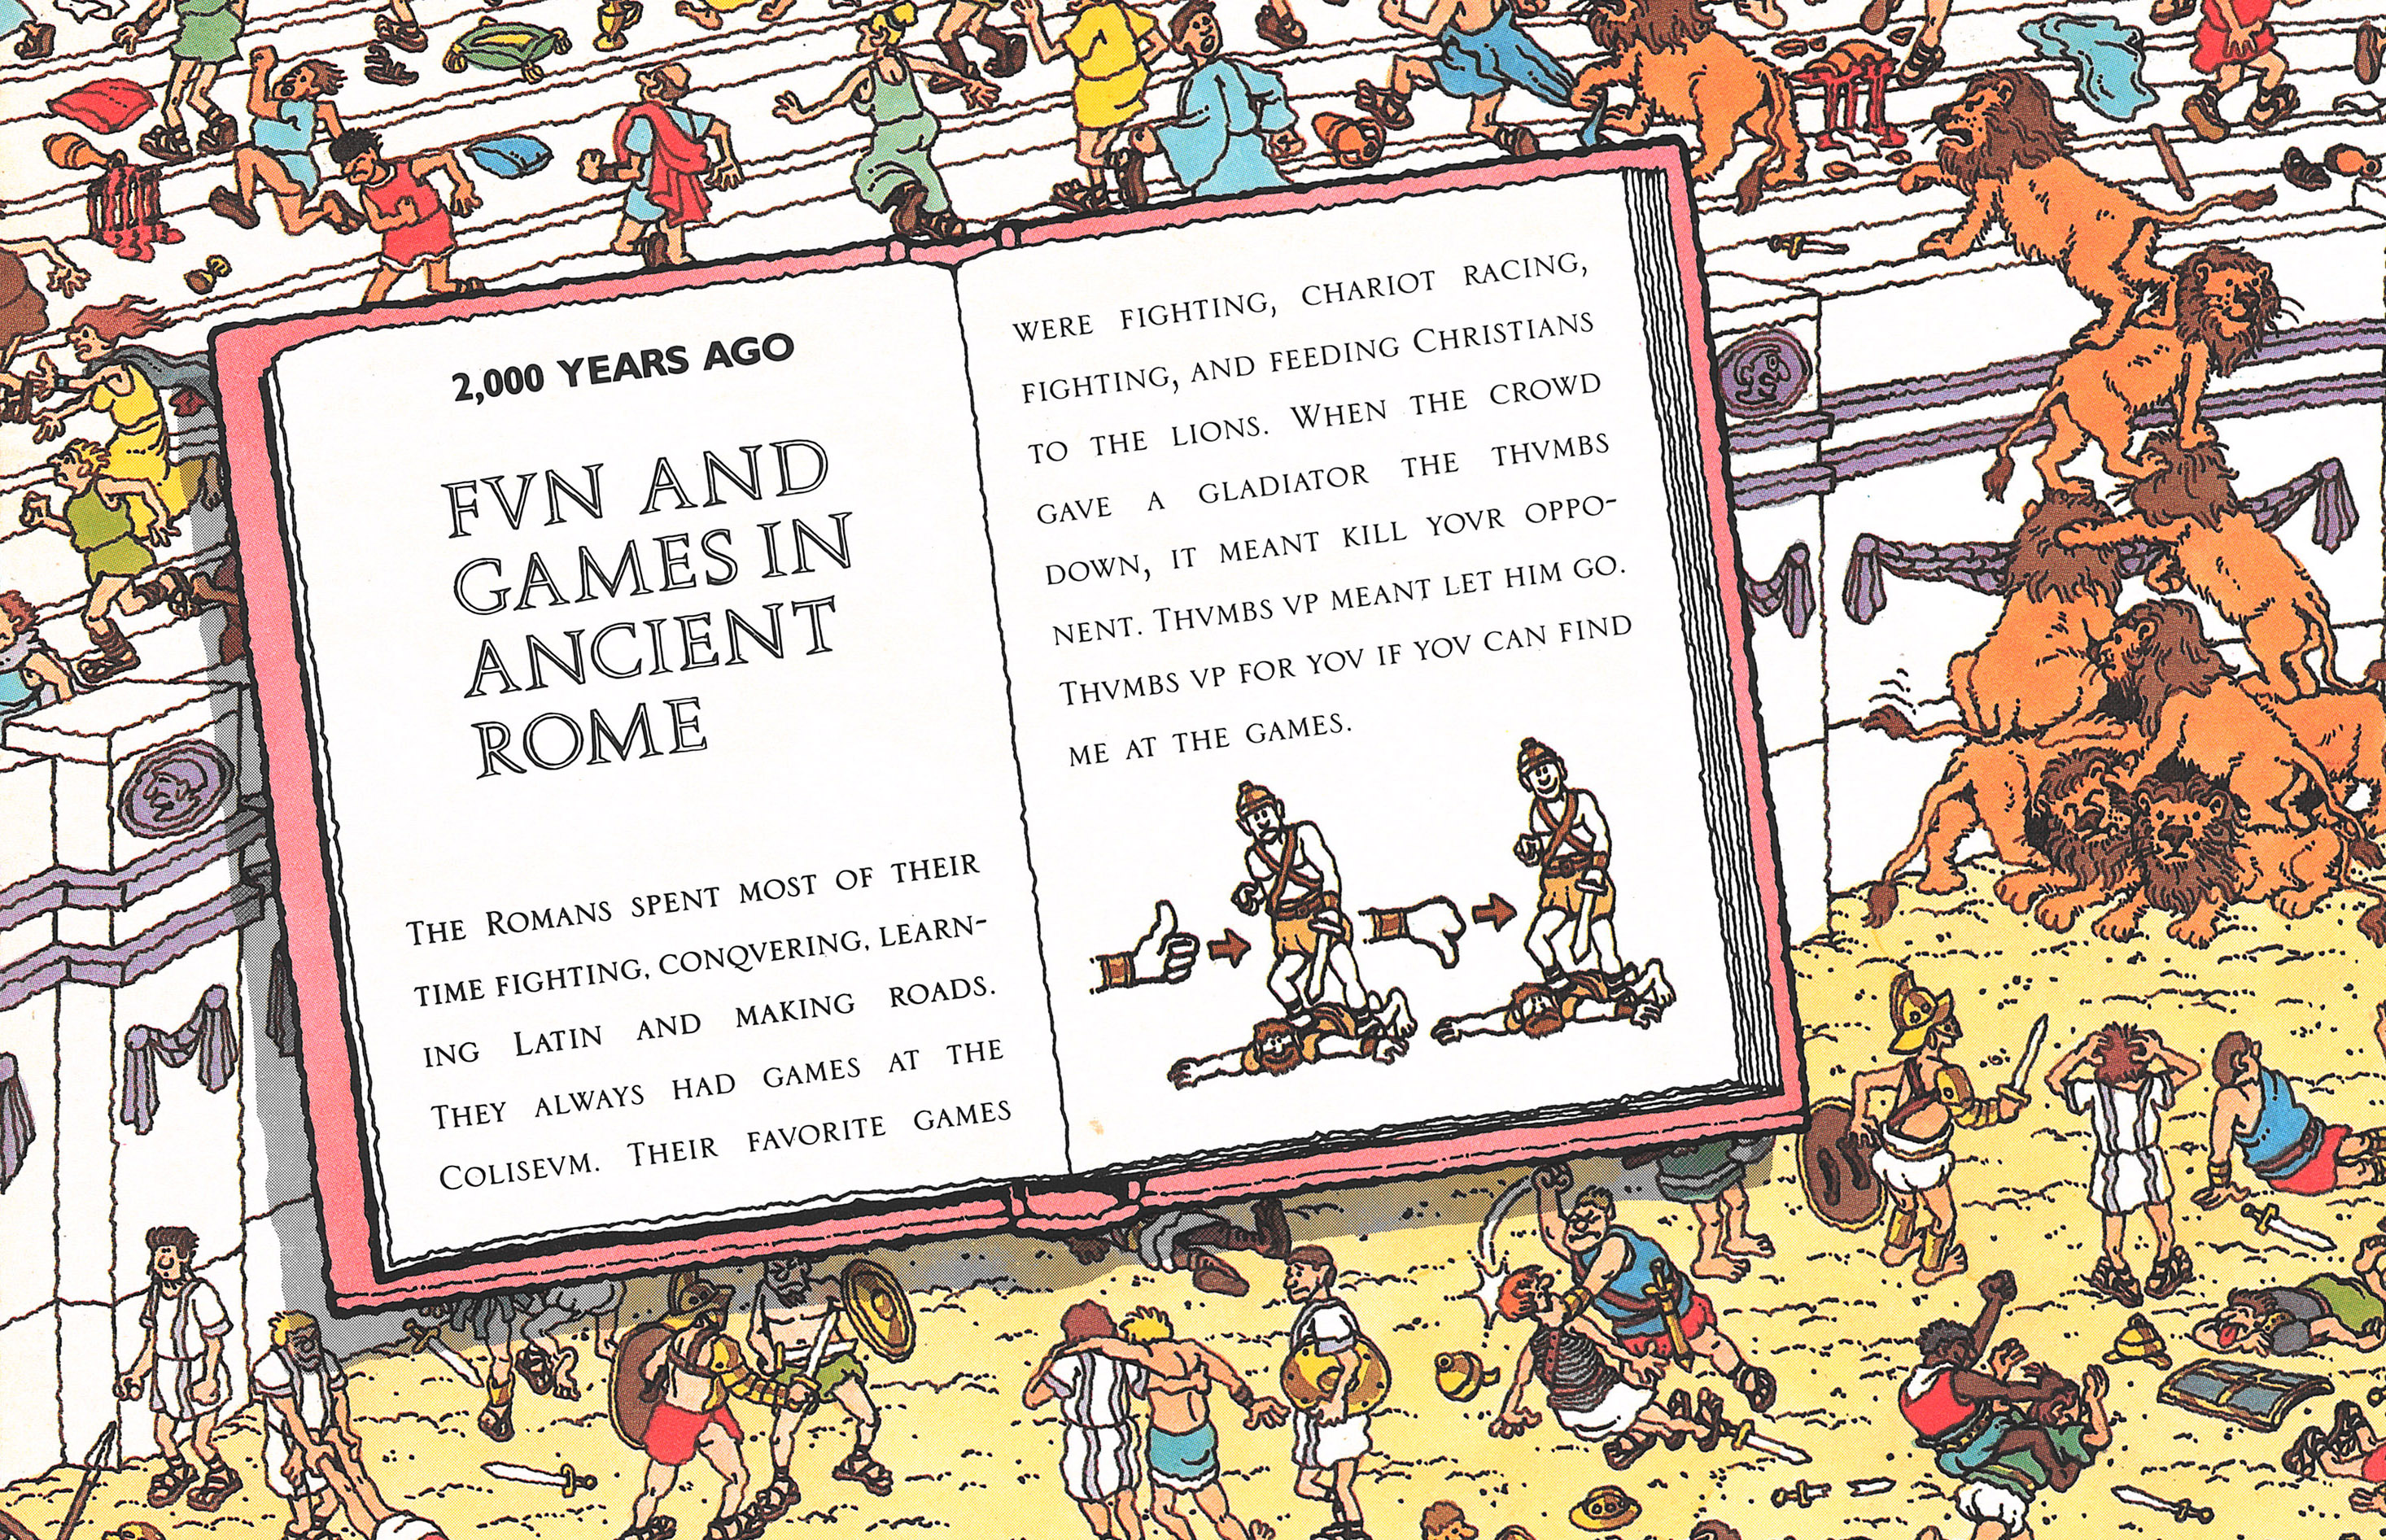 2,000 YEARS AGO
FVN AND
GAMES IN
ANCIENT
ROME
THE ROMANS SPENT MOST OF THEIR
TIME FIGHTING, CONQVERING, LEARN-
ING LATIN AND MAKING ROADS.
THEY ALWAYS HAD GAMES AT THE
COLISEVM. THEIR FAVORITE GAMES
WERE FIGHTING, CHARIOT RACING,
FIGHTING, AND FEEDING CHRISTIANS
TO THE LIONS. WHEN THE CROWD
GAVE A GLADIATOR THE THVMBS
DOWN, IT MEANT KILL YOVR OPPO-
NENT. THVMBS VP MEANT LET HIM GO.
THVMBS VP FOR YOV IF YOV CAN FIND
ME AT THE GAMES.